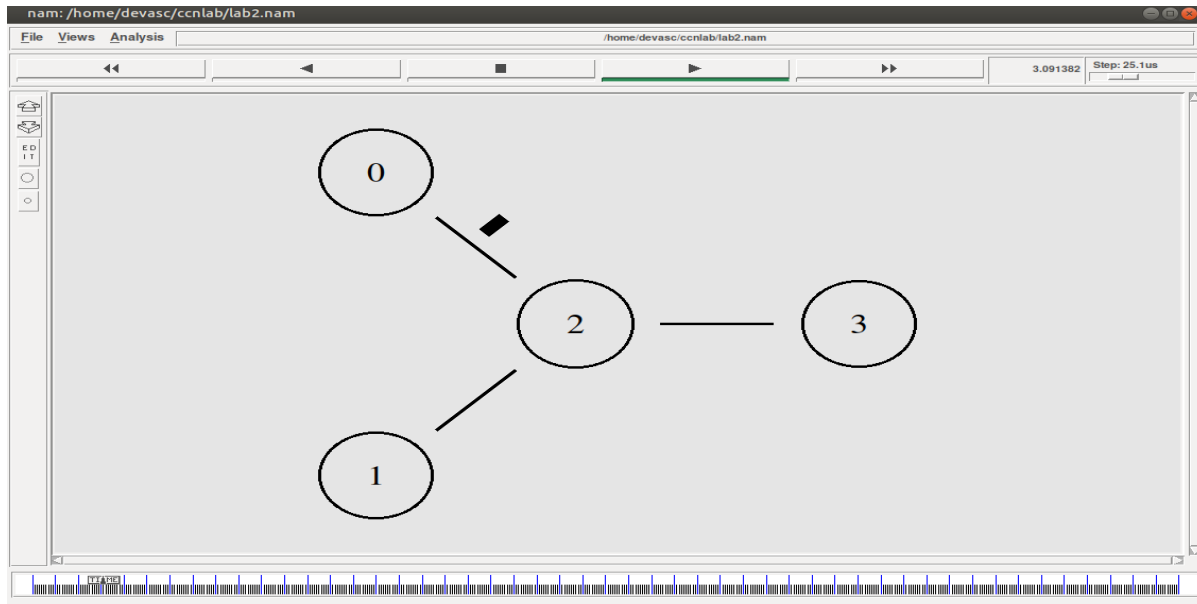 nam: /home/devasc/ccnlab/lab2.nam
File Views Analysis /home/devasc/ccnlab/lab2.nam
3.091382 Step: 25.1us
E D
I T
0
2 3
1
TIME